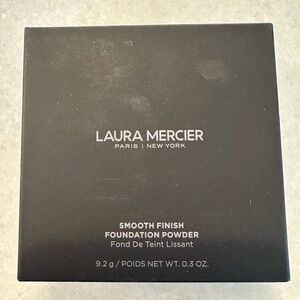 LAURA MERCIER
PARIS | NEW YORK
SMOOTH FINISH
FOUNDATION POWDER
Fond De Teint Lissant
9.2 g / POIDS NET WT. 0.3 OZ.